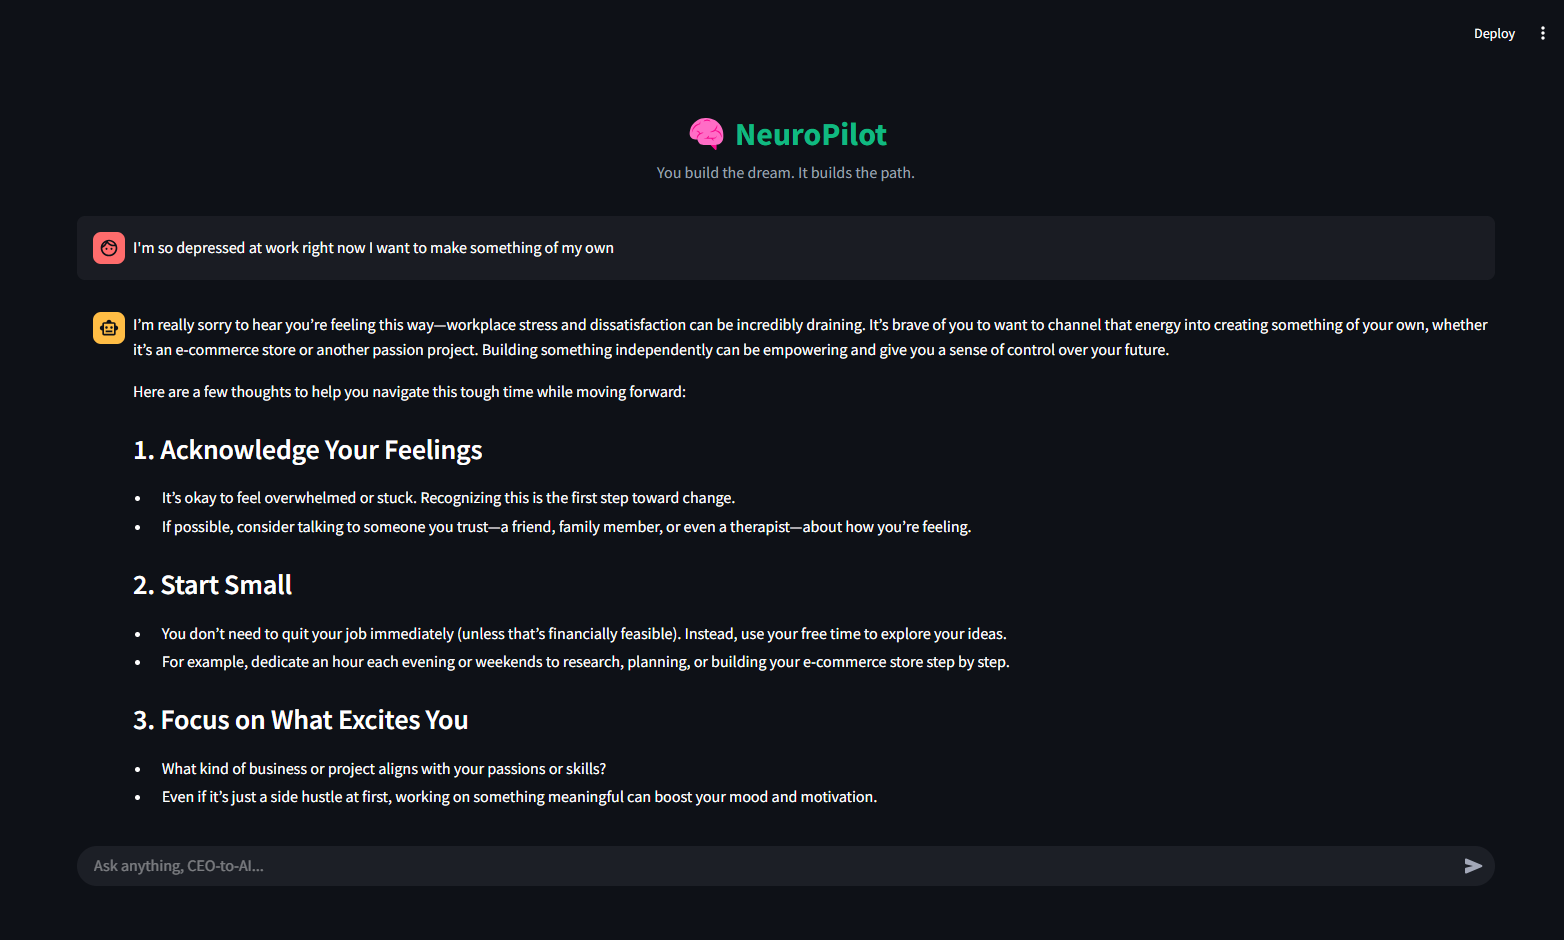 Deploy
NeuroPilot
You build the dream. It builds the path.
I'm so depressed at work right now I want to make something of my own
I’m really sorry to hear you’re feeling this way—workplace stress and dissatisfaction can be incredibly draining. It’s brave of you to want to channel that energy into creating something of your own, whether
it’s an e-commerce store or another passion project. Building something independently can be empowering and give you a sense of control over your future.
Here are a few thoughts to help you navigate this tough time while moving forward:
1. Acknowledge Your Feelings
• It’s okay to feel overwhelmed or stuck. Recognizing this is the first step toward change.
• If possible, consider talking to someone you trust—a friend, family member, or even a therapist—about how you’re feeling.
2. Start Small
• You don’t need to quit your job immediately (unless that’s financially feasible). Instead, use your free time to explore your ideas.
• For example, dedicate an hour each evening or weekends to research, planning, or building your e-commerce store step by step.
3. Focus on What Excites You
• What kind of business or project aligns with your passions or skills?
• Even if it’s just a side hustle at first, working on something meaningful can boost your mood and motivation.
Ask anything, CEO-to-AI...